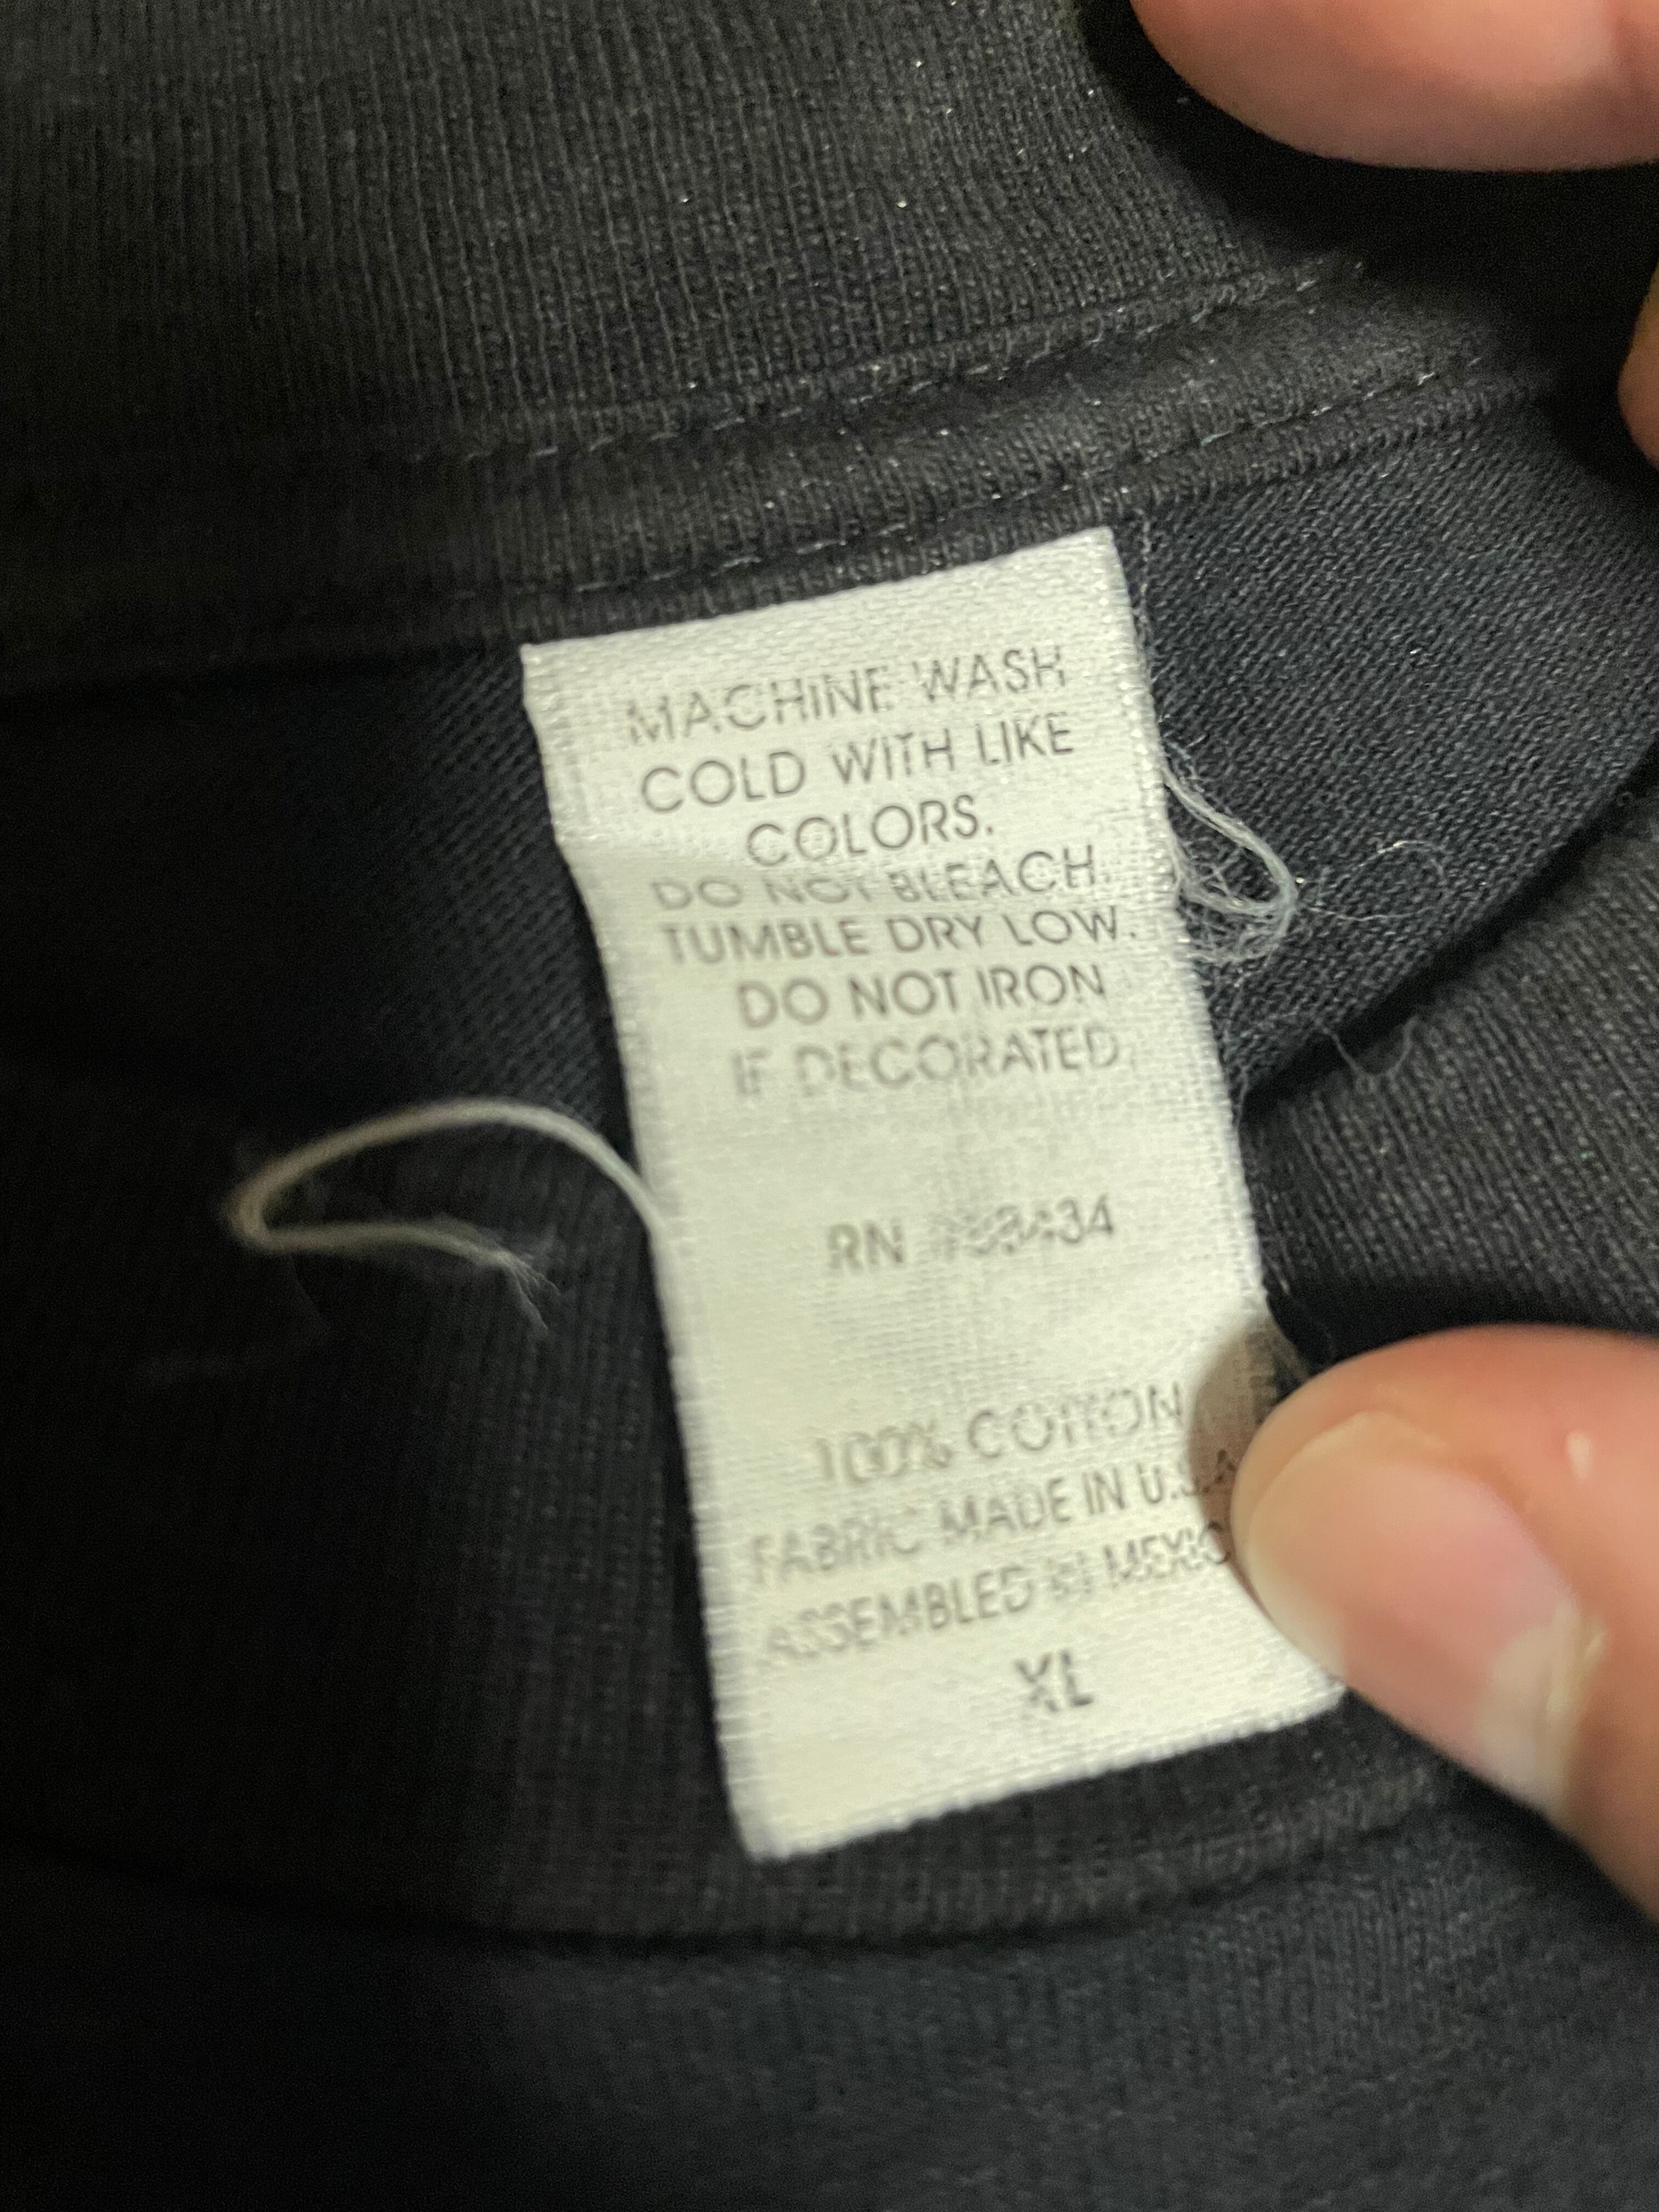 MACHINE WASH
COLD WITH LIKE
COLORS.
DO NOT BLEACH.
TUMBLE DRY LOW.
DO NOT IRON
IF DECORATED.
RN
100% COTTON
FABRIC MADE IN U.S.A
ASSEMBLED IN MEXIC
XL